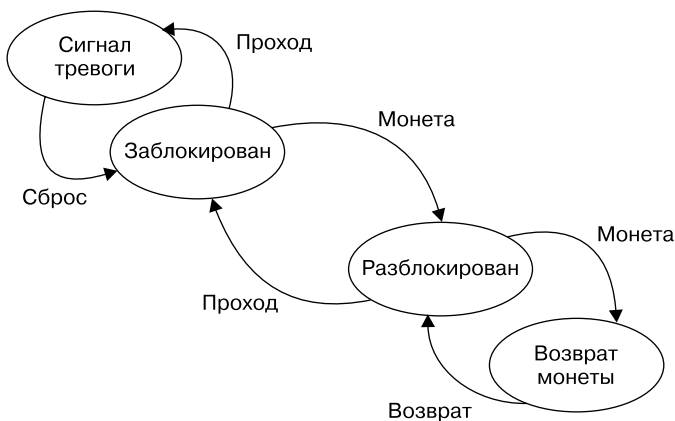 Сигнал
тревоги
Проход
Заблокирован
Монета
Сброс
Разблокирован
Монета
Проход
Возврат
монеты
Возврат